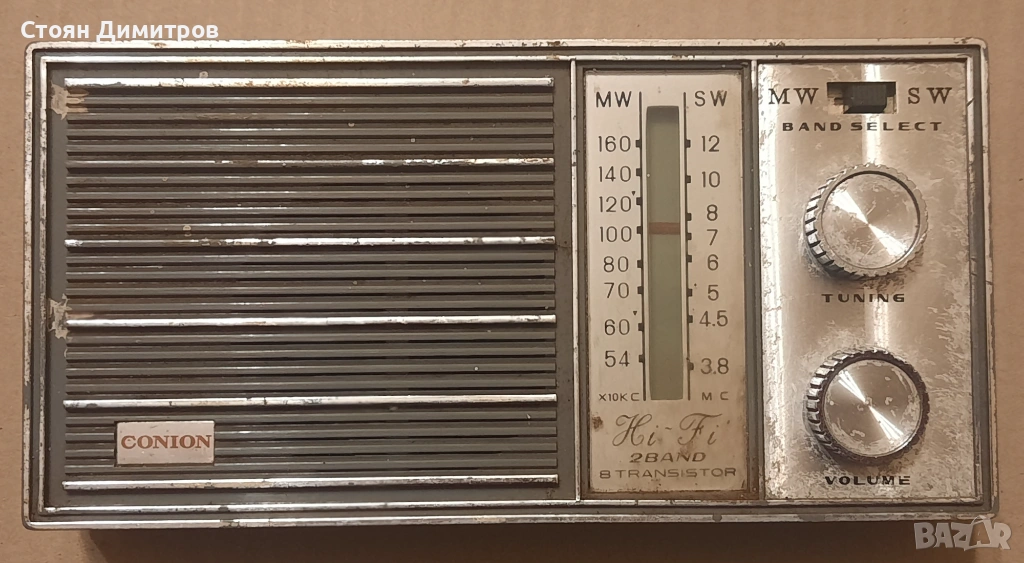 Стоян Димитров
MW SW
160 12
140 10
120 8
100 7
80 6
70 5
60 4.5
54 3.8
X10KC MC
Hi-Fi
2BAND
8TRANSISTOR
CONION
MW SW
BAND SELECT
TUNING
VOLUME
BAZAR